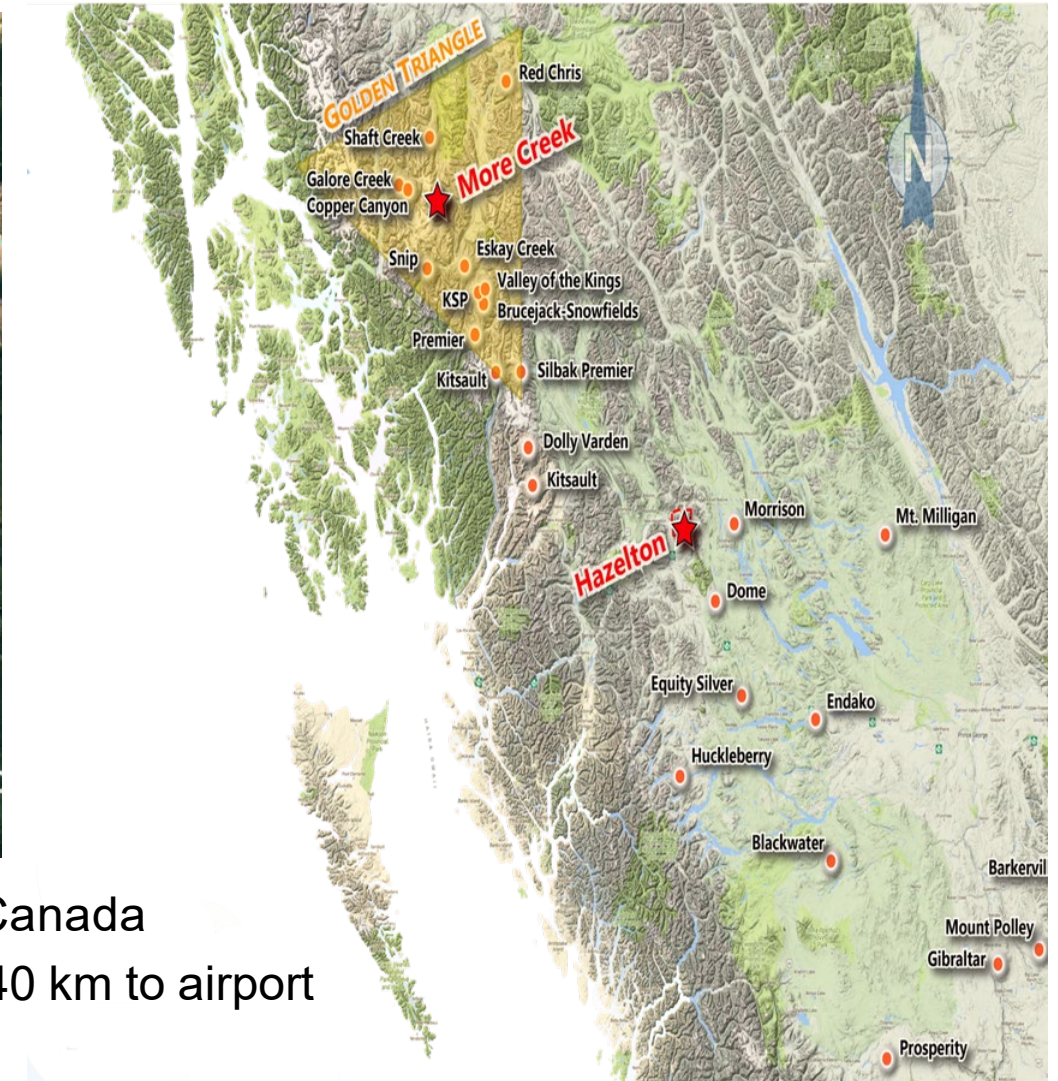 GOLDEN TRIANGLE
Red Chris
Shaft Creek
More Creek
Galore Creek
Copper Canyon
Eskay Creek
Snip
Valley of the Kings
KSP
Brucejack-Snowfields
Premier
Kitsault
Silbak Premier
Dolly Varden
Kitsault
Morrison
Mt. Milligan
Hazelton
Dome
Equity Silver
Endako
Huckleberry
Blackwater
Barkervil
Mount Polley
Gibraltar
Prosperity
N
Canada
40 km to airport